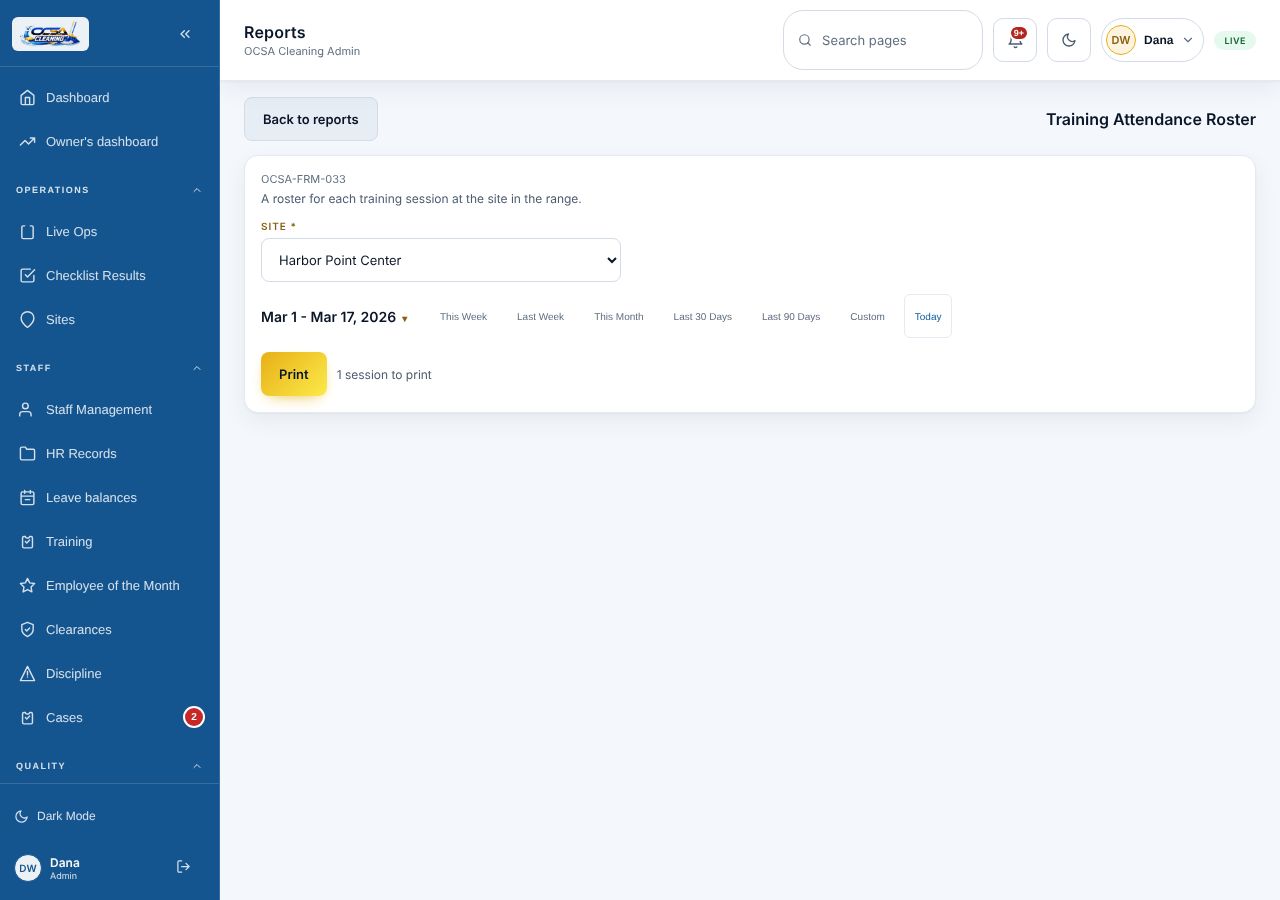 OCSA
CLEANING
Dashboard
Owner's dashboard
OPERATIONS
Live Ops
Checklist Results
Sites
STAFF
Staff Management
HR Records
Leave balances
Training
Employee of the Month
Clearances
Discipline
Cases
2
QUALITY
Dark Mode
DW
Dana
Admin
Reports
OCSA Cleaning Admin
Search pages
9+
DW
Dana
LIVE
Back to reports
Training Attendance Roster
OCSA-FRM-033
A roster for each training session at the site in the range.
SITE *
Harbor Point Center
Mar 1 - Mar 17, 2026 ▾
This Week
Last Week
This Month
Last 30 Days
Last 90 Days
Custom
Today
Print
1 session to print